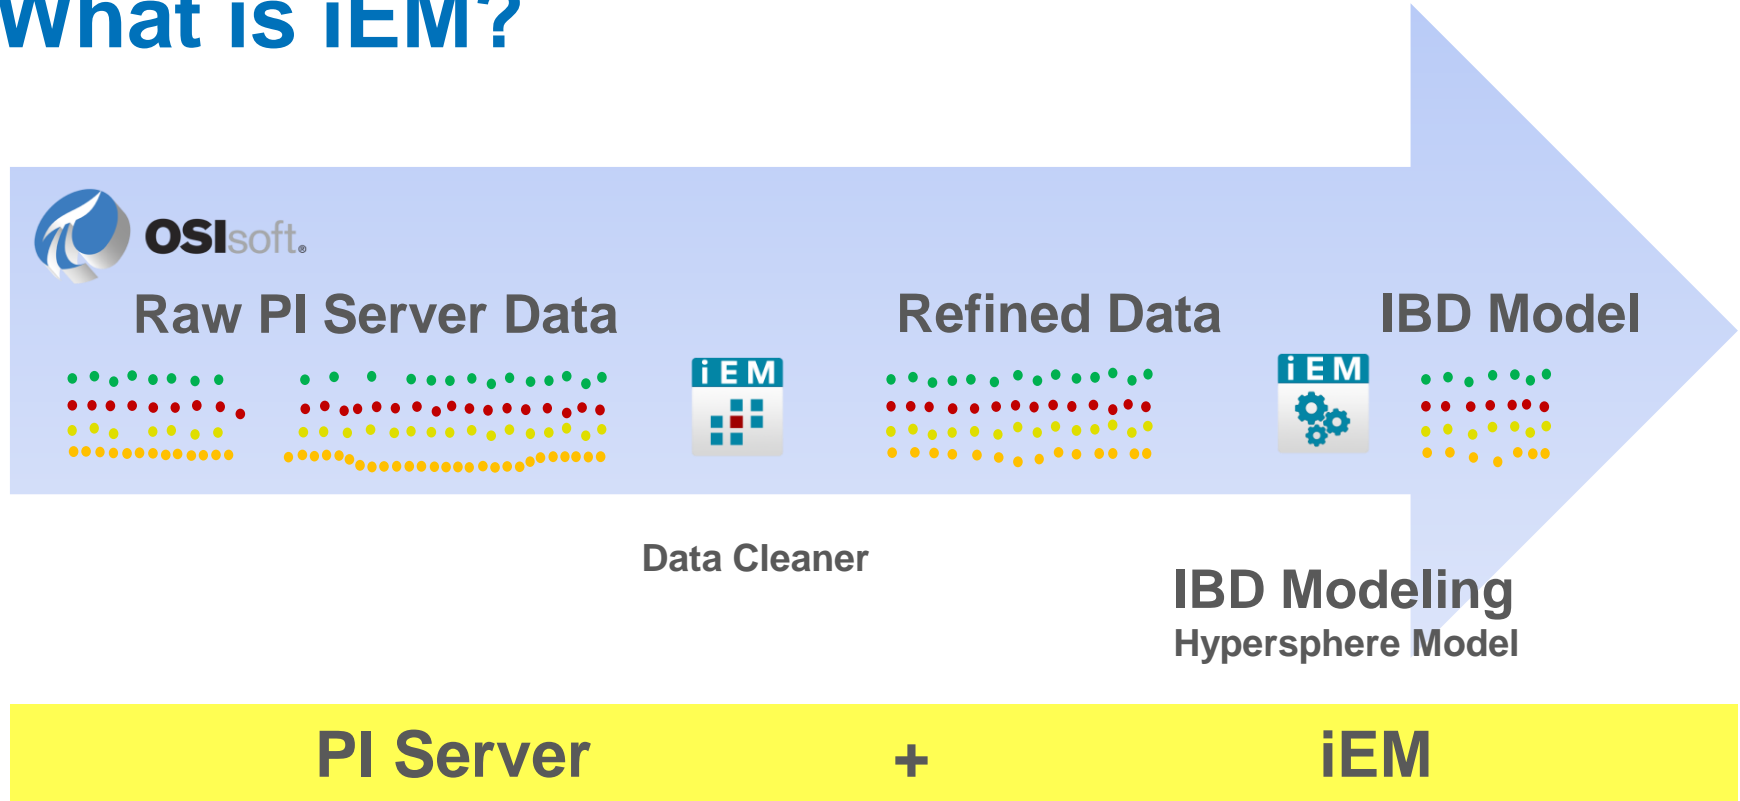 What is iEM?
OSIsoft.®
Raw PI Server Data
Refined Data
IBD Model
iEM
iEM
Data Cleaner
IBD Modeling
Hypersphere Model
PI Server + iEM